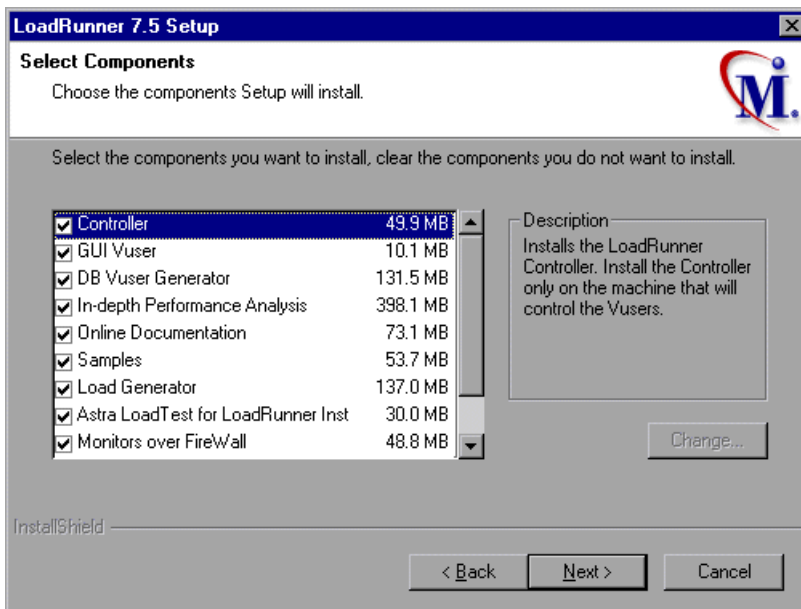 LoadRunner 7.5 Setup
Select Components
Choose the components Setup will install.
M.
Select the components you want to install, clear the components you do not want to install.
Controller 49.9 MB
GUI Vuser 10.1 MB
DB Vuser Generator 131.5 MB
In-depth Performance Analysis 398.1 MB
Online Documentation 73.1 MB
Samples 53.7 MB
Load Generator 137.0 MB
Astra LoadTest for LoadRunner Inst 30.0 MB
Monitors over FireWall 48.8 MB
Description
Installs the LoadRunner
Controller. Install the Controller
only on the machine that will
control the Vusers.
Change...
InstallShield
< Back
Next >
Cancel